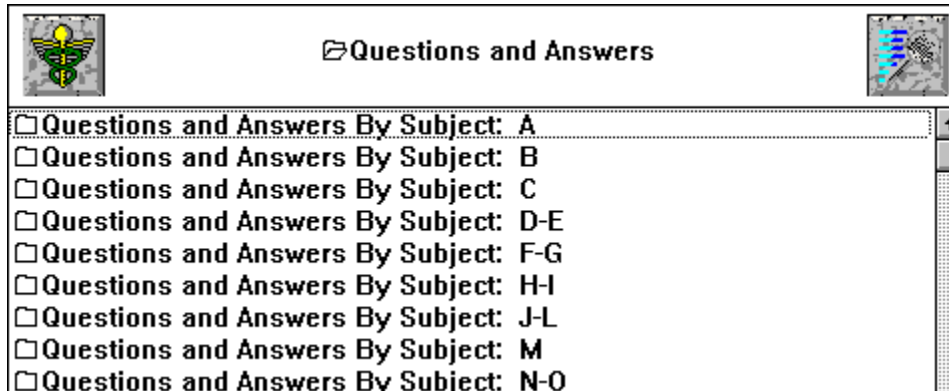 Questions and Answers
Questions and Answers By Subject: A
Questions and Answers By Subject: B
Questions and Answers By Subject: C
Questions and Answers By Subject: D-E
Questions and Answers By Subject: F-G
Questions and Answers By Subject: H-I
Questions and Answers By Subject: J-L
Questions and Answers By Subject: M
Questions and Answers By Subject: N-O